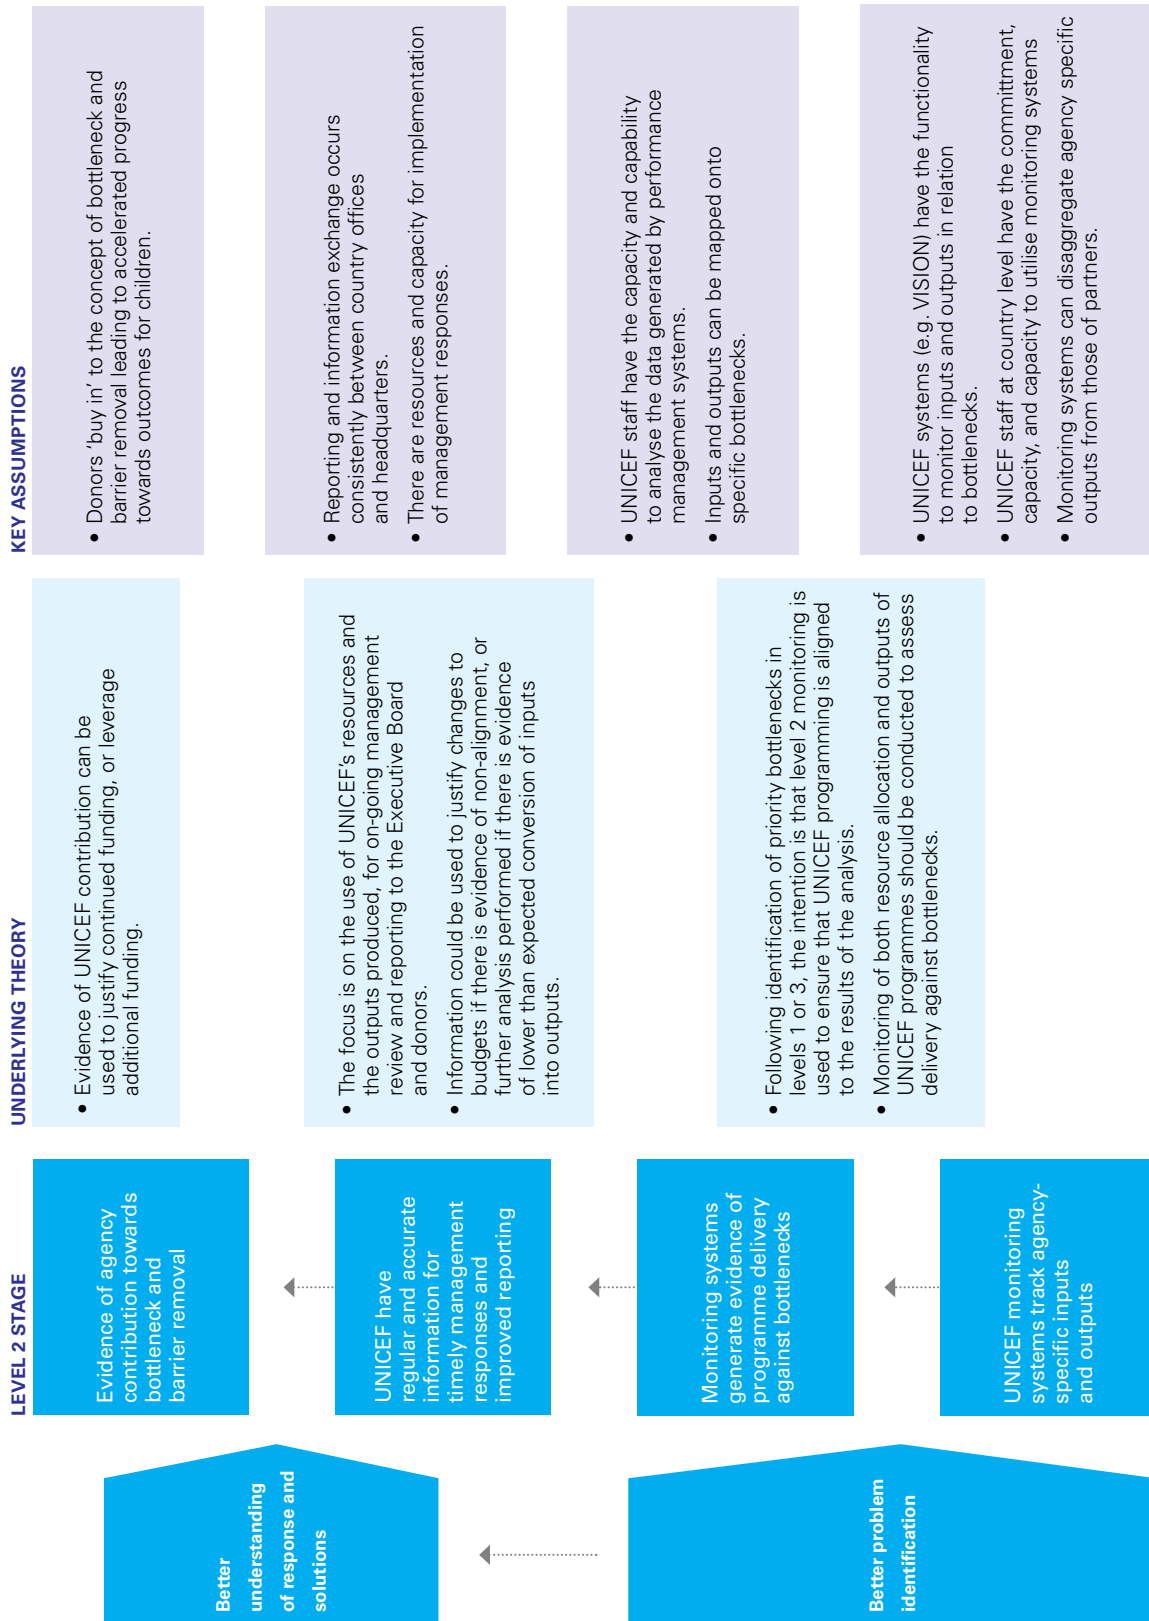 LEVEL 2 STAGE
UNDERLYING THEORY
KEY ASSUMPTIONS
Better
understanding
of response and
solutions
Evidence of agency
contribution towards
bottleneck and
barrier removal
• Evidence of UNICEF contribution can be
used to justify continued funding, or leverage
additional funding.
• Donors ‘buy in’ to the concept of bottleneck and
barrier removal leading to accelerated progress
towards outcomes for children.
UNICEF have
regular and accurate
information for
timely management
responses and
improved reporting
• The focus is on the use of UNICEF’s resources and
the outputs produced, for on-going management
review and reporting to the Executive Board
and donors.
• Information could be used to justify changes to
budgets if there is evidence of non-alignment, or
further analysis performed if there is evidence
of lower than expected conversion of inputs
into outputs.
• Reporting and information exchange occurs
consistently between country offices
and headquarters.
• There are resources and capacity for implementation
of management responses.
Better problem
identification
Monitoring systems
generate evidence of
programme delivery
against bottlenecks
• Following identification of priority bottlenecks in
levels 1 or 3, the intention is that level 2 monitoring is
used to ensure that UNICEF programming is aligned
to the results of the analysis.
• Monitoring of both resource allocation and outputs of
UNICEF programmes should be conducted to assess
delivery against bottlenecks.
• UNICEF staff have the capacity and capability
to analyse the data generated by performance
management systems.
• Inputs and outputs can be mapped onto
specific bottlenecks.
UNICEF monitoring
systems track agency-
specific inputs
and outputs
• UNICEF systems (e.g. VISION) have the functionality
to monitor inputs and outputs in relation
to bottlenecks.
• UNICEF staff at country level have the committment,
capacity, and capacity to utilise monitoring systems
• Monitoring systems can disaggregate agency specific
outputs from those of partners.